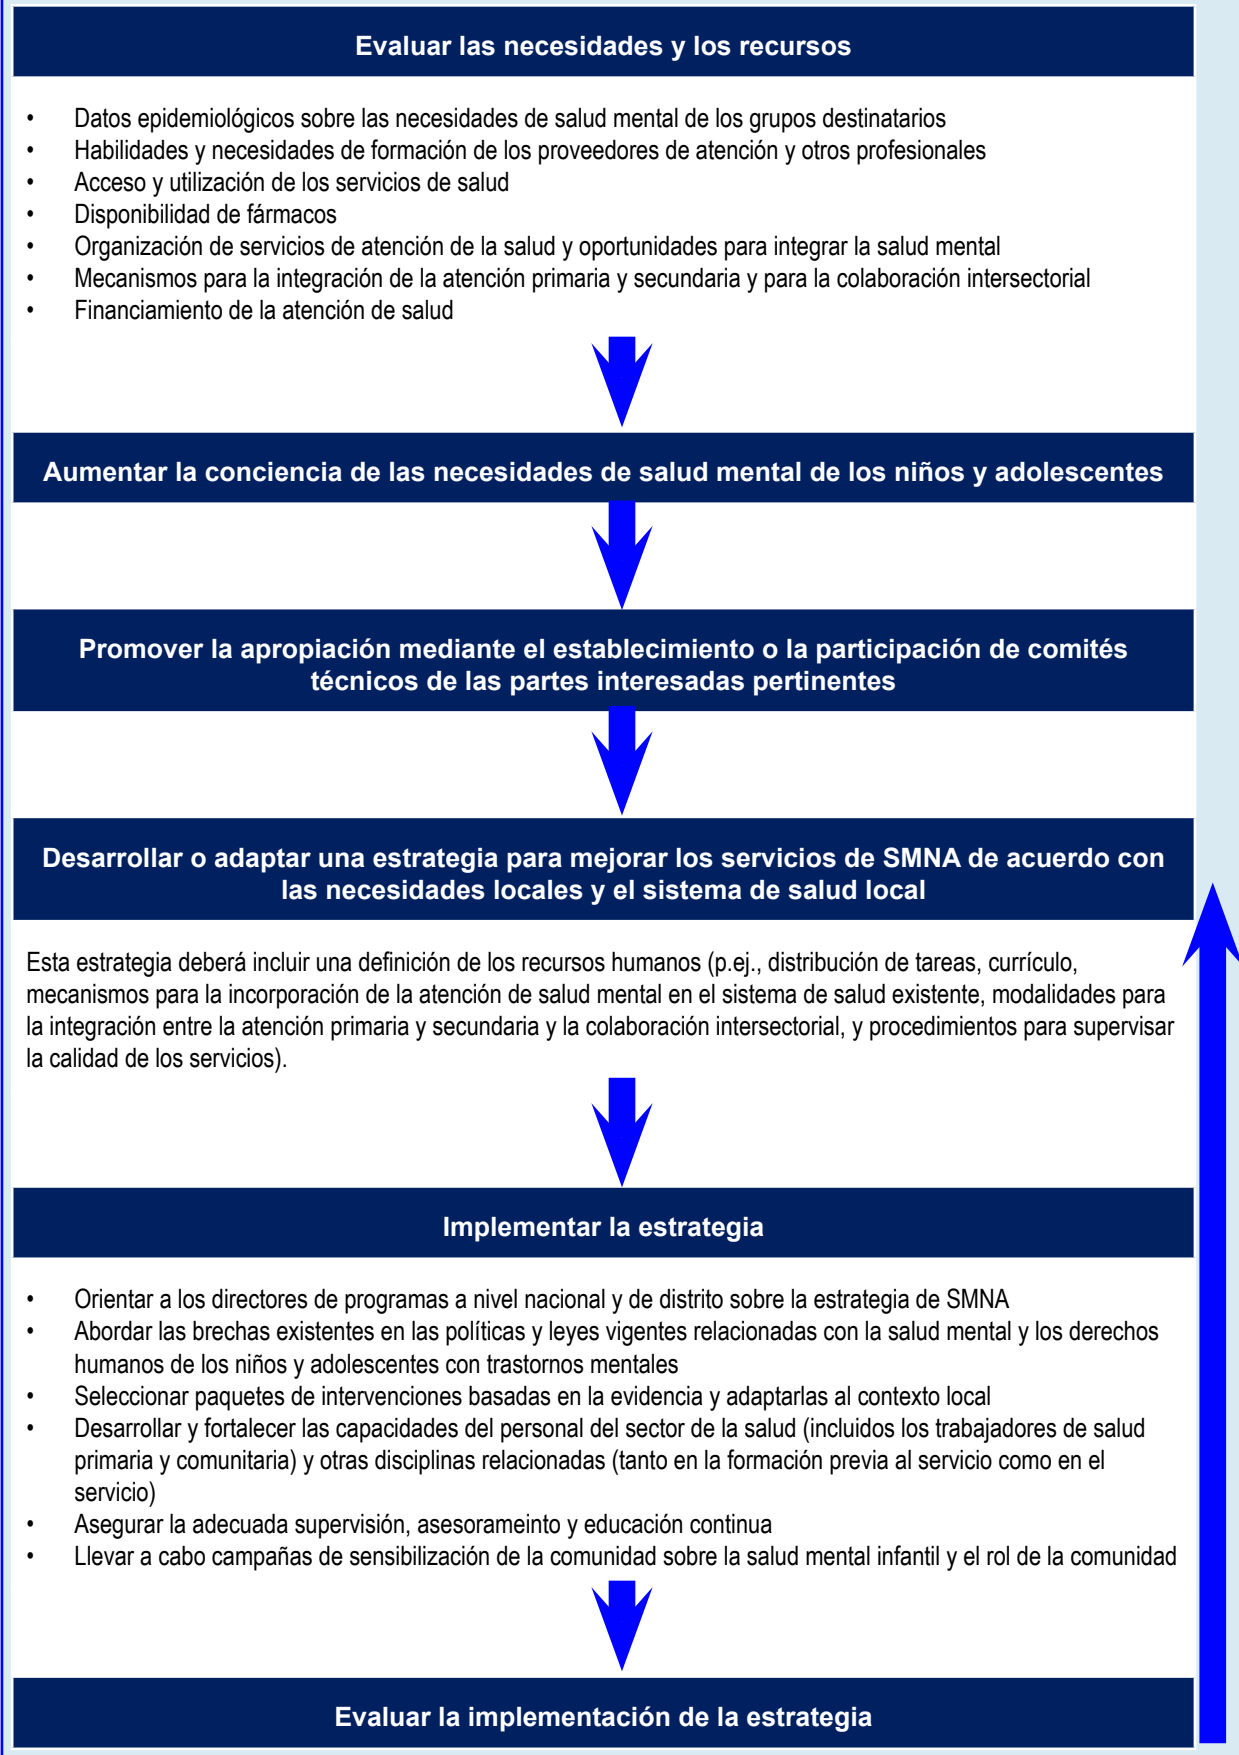 Evaluar las necesidades y los recursos
• Datos epidemiológicos sobre las necesidades de salud mental de los grupos destinatarios
• Habilidades y necesidades de formación de los proveedores de atención y otros profesionales
• Acceso y utilización de los servicios de salud
• Disponibilidad de fármacos
• Organización de servicios de atención de la salud y oportunidades para integrar la salud mental
• Mecanismos para la integración de la atención primaria y secundaria y para la colaboración intersectorial
• Financiamiento de la atención de salud
Aumentar la conciencia de las necesidades de salud mental de los niños y adolescentes
Promover la apropiación mediante el establecimiento o la participación de comités
técnicos de las partes interesadas pertinentes
Desarrollar o adaptar una estrategia para mejorar los servicios de SMNA de acuerdo con
las necesidades locales y el sistema de salud local
Esta estrategia deberá incluir una definición de los recursos humanos (p.ej., distribución de tareas, currículo,
mecanismos para la incorporación de la atención de salud mental en el sistema de salud existente, modalidades para
la integración entre la atención primaria y secundaria y la colaboración intersectorial, y procedimientos para supervisar
la calidad de los servicios).
Implementar la estrategia
• Orientar a los directores de programas a nivel nacional y de distrito sobre la estrategia de SMNA
• Abordar las brechas existentes en las políticas y leyes vigentes relacionadas con la salud mental y los derechos
humanos de los niños y adolescentes con trastornos mentales
• Seleccionar paquetes de intervenciones basadas en la evidencia y adaptarlas al contexto local
• Desarrollar y fortalecer las capacidades del personal del sector de la salud (incluidos los trabajadores de salud
primaria y comunitaria) y otras disciplinas relacionadas (tanto en la formación previa al servicio como en el
servicio)
• Asegurar la adecuada supervisión, asesorameinto y educación continua
• Llevar a cabo campañas de sensibilización de la comunidad sobre la salud mental infantil y el rol de la comunidad
Evaluar la implementación de la estrategia